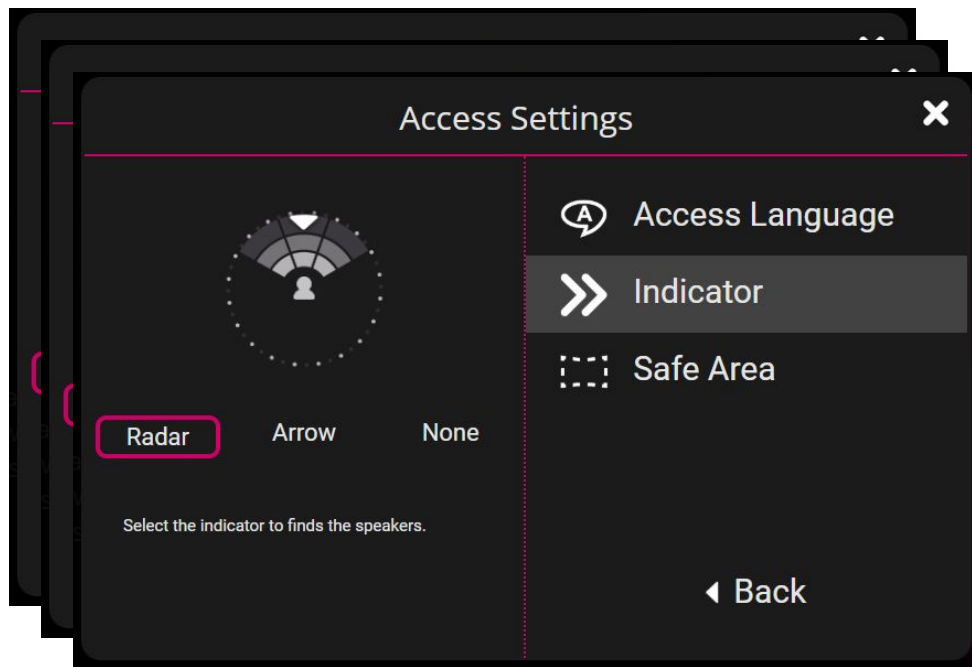 Access Settings
Access Language
Indicator
Safe Area
Radar Arrow None
Select the indicator to finds the speakers.
Back